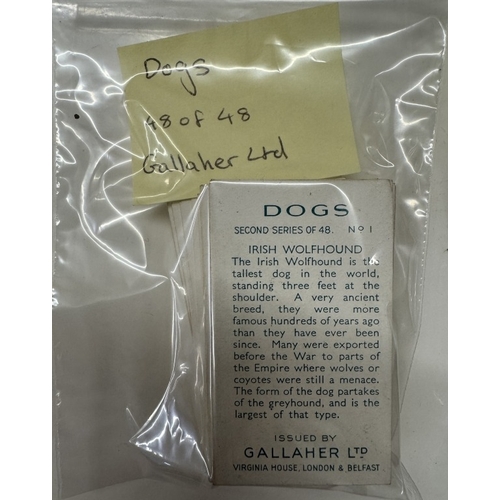 Dogs
48 of 48
Gallaher Ltd
DOGS
SECOND SERIES OF 48. No 1
IRISH WOLFHOUND
The Irish Wolfhound is the
tallest dog in the world,
standing three feet at the
shoulder. A very ancient
breed, they were more
famous hundreds of years ago
than they have ever been
since. Many were exported
before the War to parts of
the Empire where wolves or
coyotes were still a menace.
The form of the dog partakes
of the greyhound, and is the
largest of that type.
ISSUED BY
GALLAHER LTD
VIRGINIA HOUSE, LONDON & BELFAST